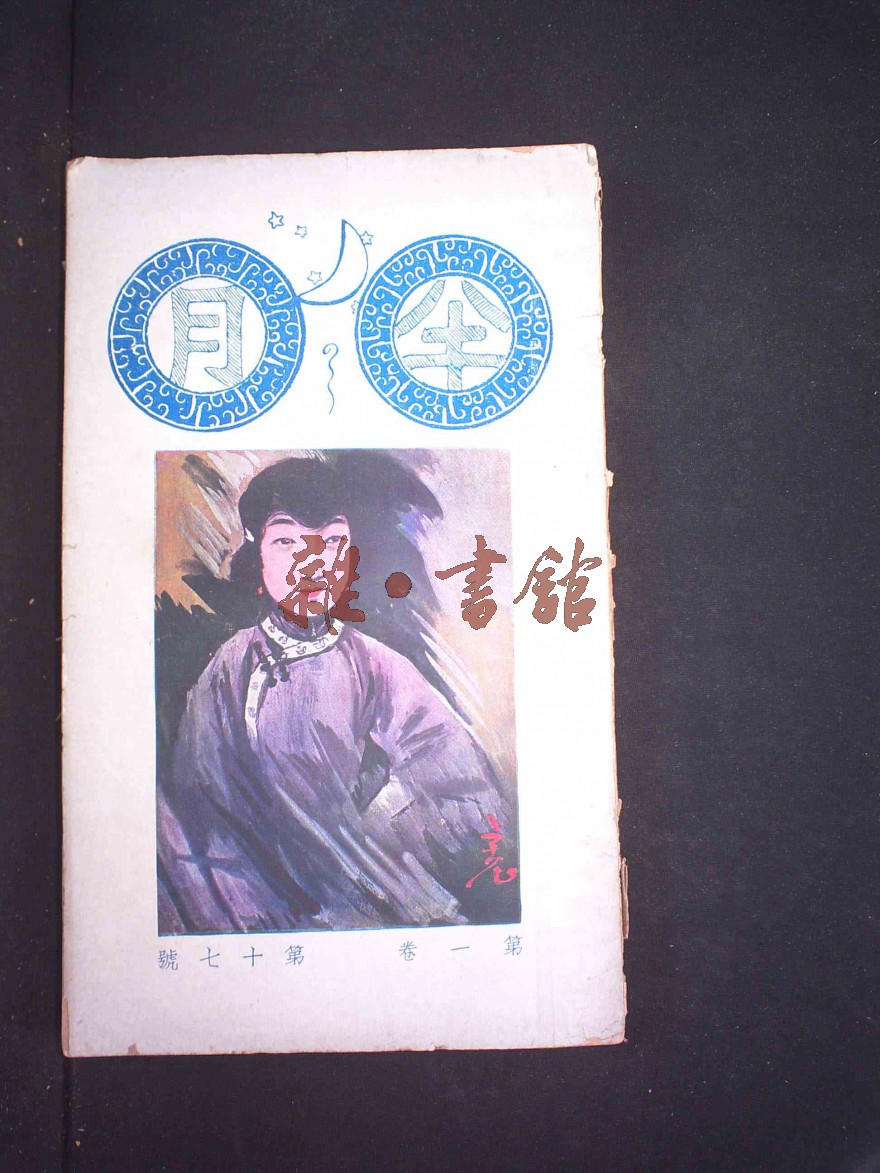 半月
雜·書館
第一卷 第十七號